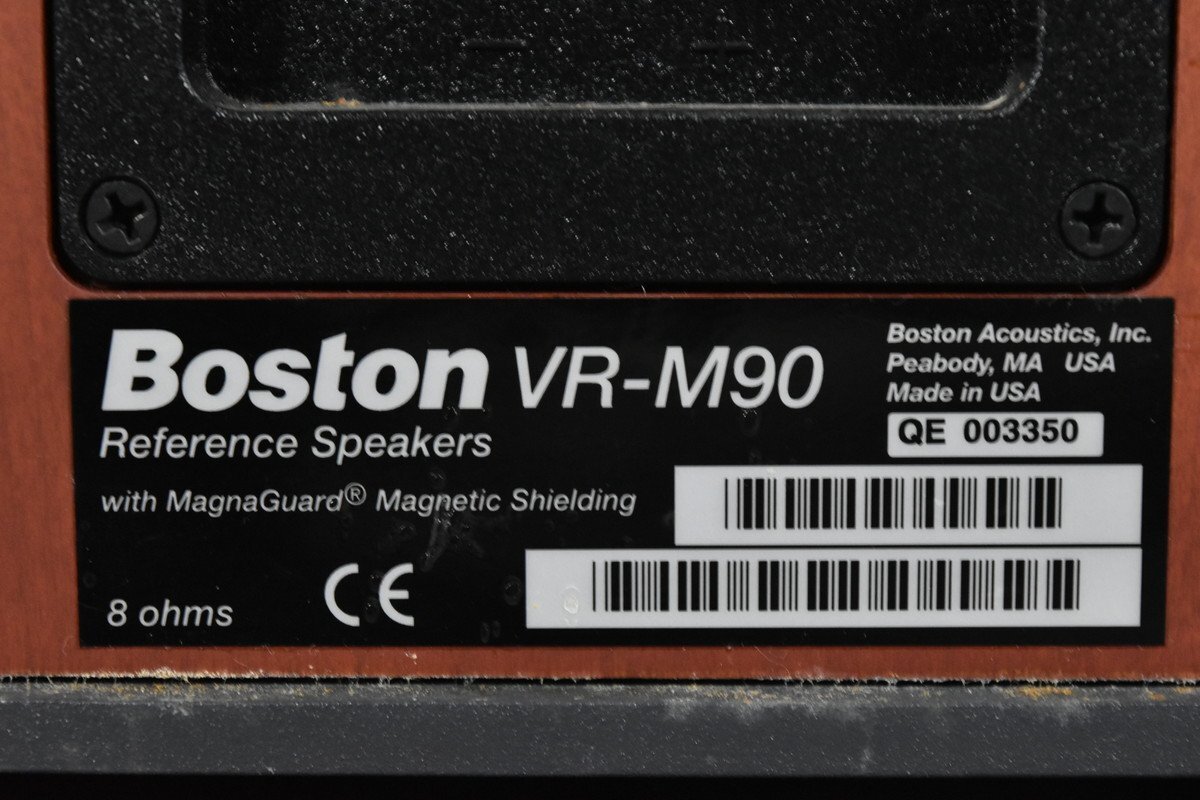 − +
Boston VR-M90
Reference Speakers
with MagnaGuard® Magnetic Shielding
8 ohms
CE
Boston Acoustics, Inc.
Peabody, MA USA
Made in USA
QE 003350